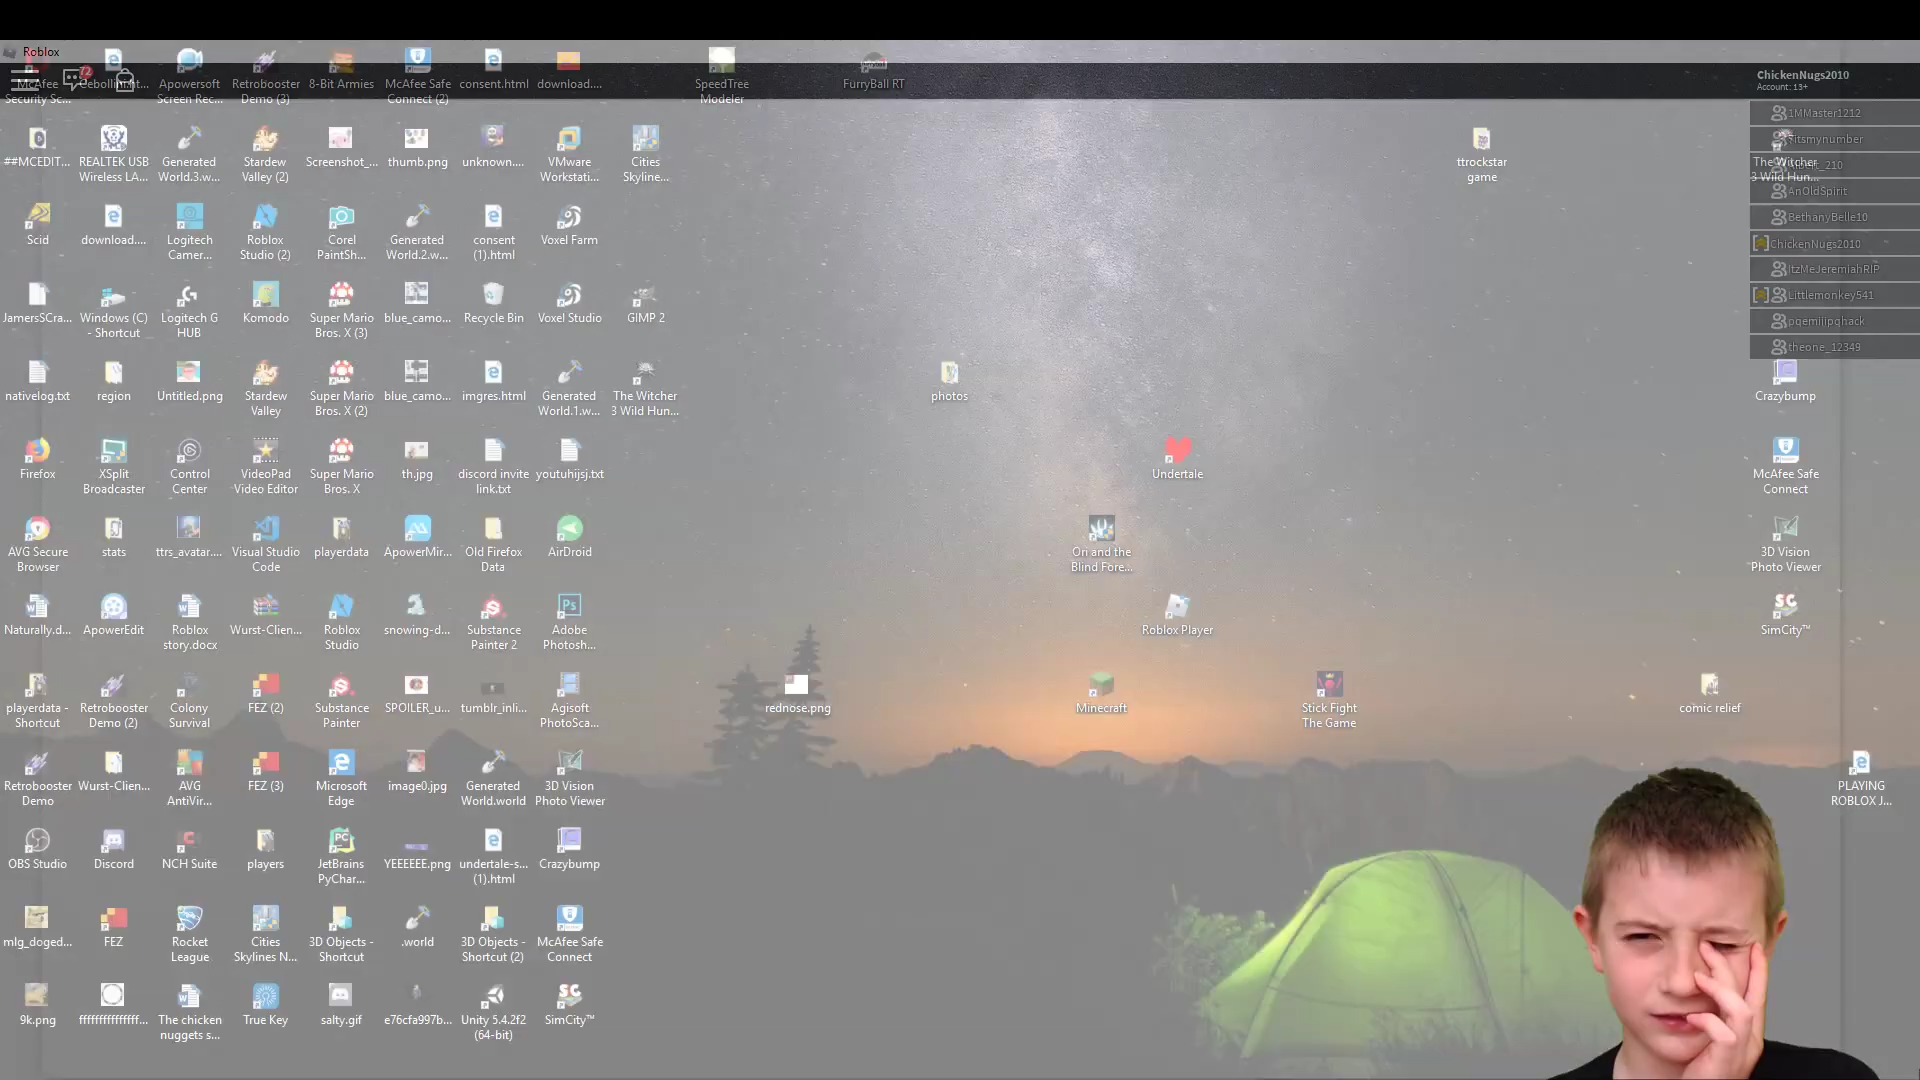 Roblox
72
McAfee
Security Sc...
Apowersoft
Screen Rec...
Retrobooster
Demo (3)
8-Bit Armies
McAfee Safe
Connect (2)
consent.html
download....
SpeedTree
Modeler
FurryBall RT
ChickenNugs2010
Account: 13+
1MMaster1212
AnOldSpirit
BethanyBelle10
ChickenNugs2010
ItzMeJeremiahRIP
Littlemonkey541
theone_12349
##MCEDIT...
REALTEK USB
Wireless LA...
Generated
World.3.w...
Stardew
Valley (2)
Screenshot_...
thumb.png
unknown....
VMware
Workstati...
Cities
Skyline...
ttrockstar
game
The Witcher
3 Wild Hun...
Scid
download....
Logitech
Camer...
Roblox
Studio (2)
Corel
PaintSh...
Generated
World.2.w...
consent
(1).html
Voxel Farm
JamersSCra...
Windows (C)
- Shortcut
Logitech G
HUB
Komodo
Super Mario
Bros. X (3)
blue_camo...
Recycle Bin
Voxel Studio
GIMP 2
nativelog.txt
region
Untitled.png
Stardew
Valley
Super Mario
Bros. X (2)
blue_camo...
imgres.html
Generated
World.1.w...
The Witcher
3 Wild Hun...
photos
Crazybump
Firefox
XSplit
Broadcaster
Control
Center
VideoPad
Video Editor
Super Mario
Bros. X
th.jpg
discord invite
link.txt
youtuhijsj.txt
Undertale
McAfee Safe
Connect
AVG Secure
Browser
stats
ttrs_avatar....
Visual Studio
Code
playerdata
ApowerMir...
Old Firefox
Data
AirDroid
Ori and the
Blind Fore...
3D Vision
Photo Viewer
Naturally.d...
ApowerEdit
Roblox
story.docx
Wurst-Clien...
Roblox
Studio
snowing-d...
Substance
Painter 2
Adobe
Photosh...
Roblox Player
SimCity™
playerdata -
Shortcut
Retrobooster
Demo (2)
Colony
Survival
FEZ (2)
Substance
Painter
SPOILER_u...
tumblr_inli...
Agisoft
PhotoSca...
rednose.png
Minecraft
Stick Fight
The Game
comic relief
Retrobooster
Demo
Wurst-Clien...
AVG
AntiVir...
FEZ (3)
Microsoft
Edge
image0.jpg
Generated
World.world
3D Vision
Photo Viewer
PLAYING
ROBLOX J...
OBS Studio
Discord
NCH Suite
players
JetBrains
PyChar...
YEEEEEE.png
undertale-s...
(1).html
Crazybump
mlg_doged...
FEZ
Rocket
League
Cities
Skylines N...
3D Objects -
Shortcut
.world
3D Objects -
Shortcut (2)
McAfee Safe
Connect
9k.png
The chicken
nuggets s...
True Key
salty.gif
e76cfa997b...
Unity 5.4.2f2
(64-bit)
SimCity™